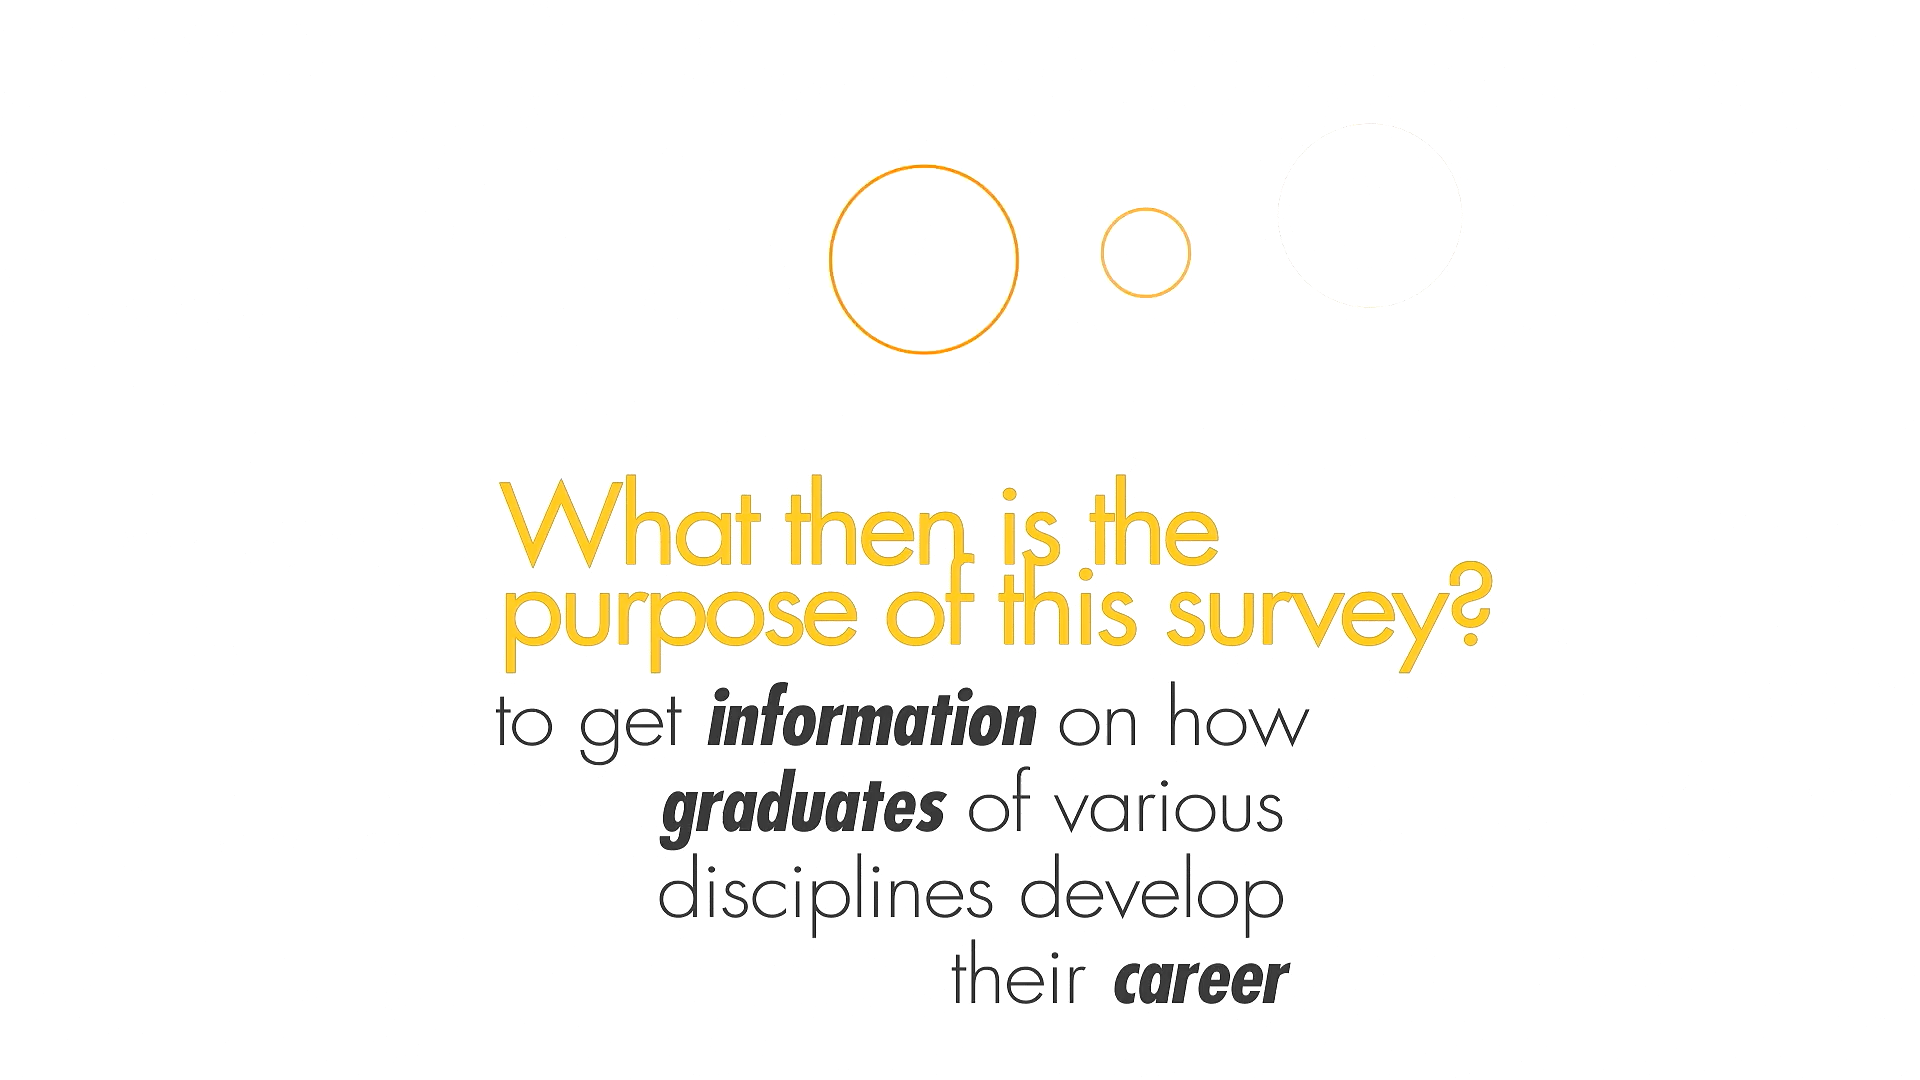 What then is the
purpose of this survey?
to get information on how
graduates of various
disciplines develop
their career